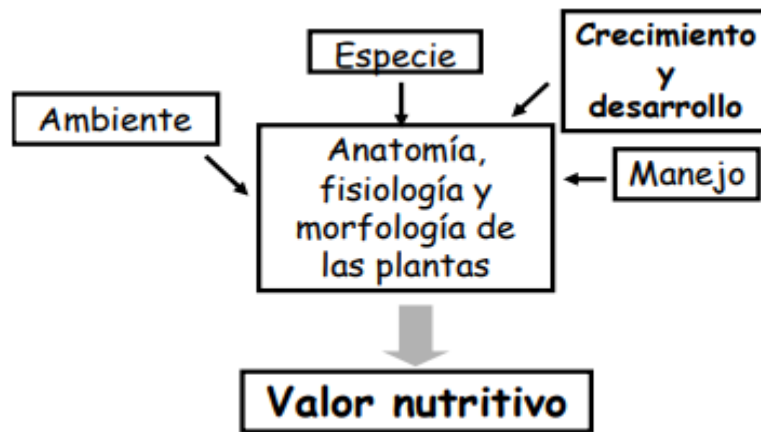 Especie
Crecimiento
y
desarrollo
Ambiente
Anatomía,
fisiología y
morfología de
las plantas
Manejo
Valor nutritivo